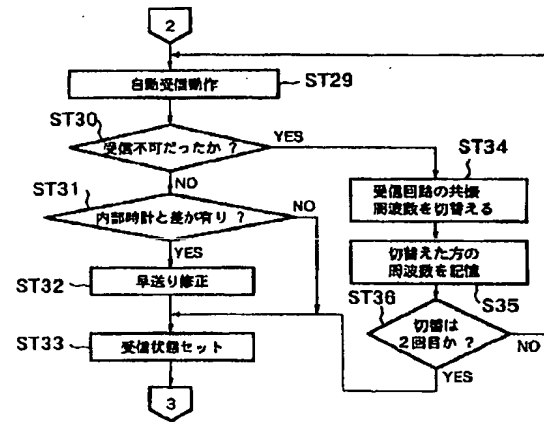 2
自動受信動作
ST29
ST30
受信不可だったか？
YES
NO
ST31
内部時計と差が有り？
NO
YES
ST32
早送り修正
ST33
受信状態セット
3
ST34
受信回路の共振
周波数を切替える
切替えた方の
周波数を記憶
S35
ST36
切替は
2回目か？
NO
YES